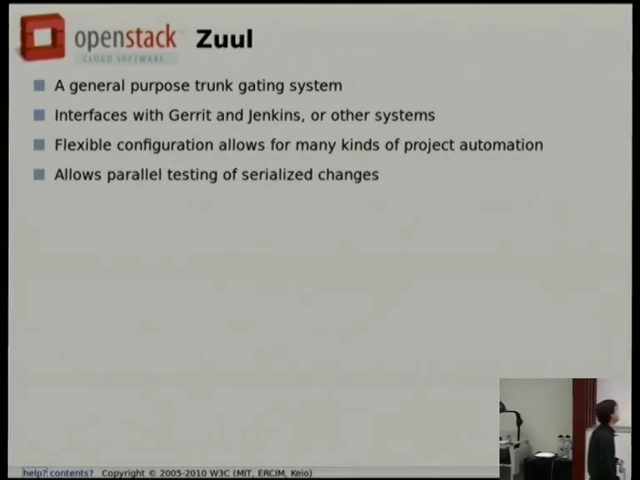 openstack
CLOUD SOFTWARE
Zuul
A general purpose trunk gating system
Interfaces with Gerrit and Jenkins, or other systems
Flexible configuration allows for many kinds of project automation
Allows parallel testing of serialized changes
help? contents? Copyright © 2005-2010 W3C (MIT, ERCIM, Keio)